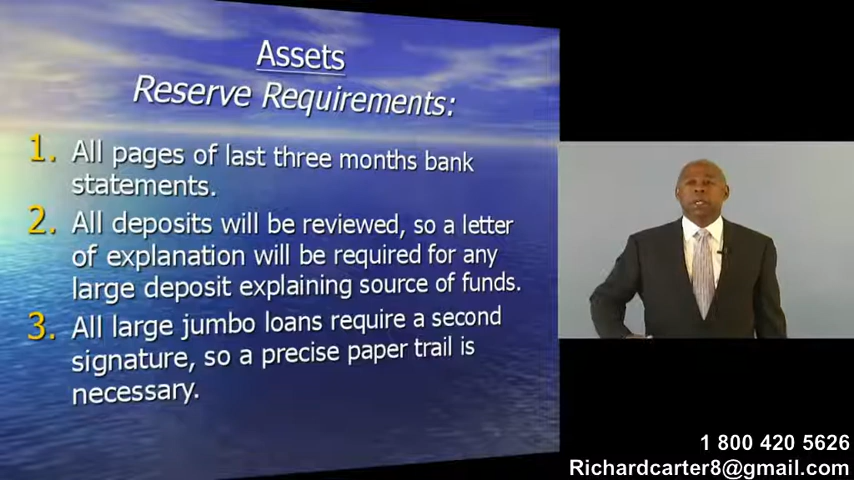 Assets
Reserve Requirements:
1. All pages of last three months bank
statements.
2. All deposits will be reviewed, so a letter
of explanation will be required for any
large deposit explaining source of funds.
3. All large jumbo loans require a second
signature, so a precise paper trail is
necessary.
1 800 420 5626
Richardcarter8@gmail.com